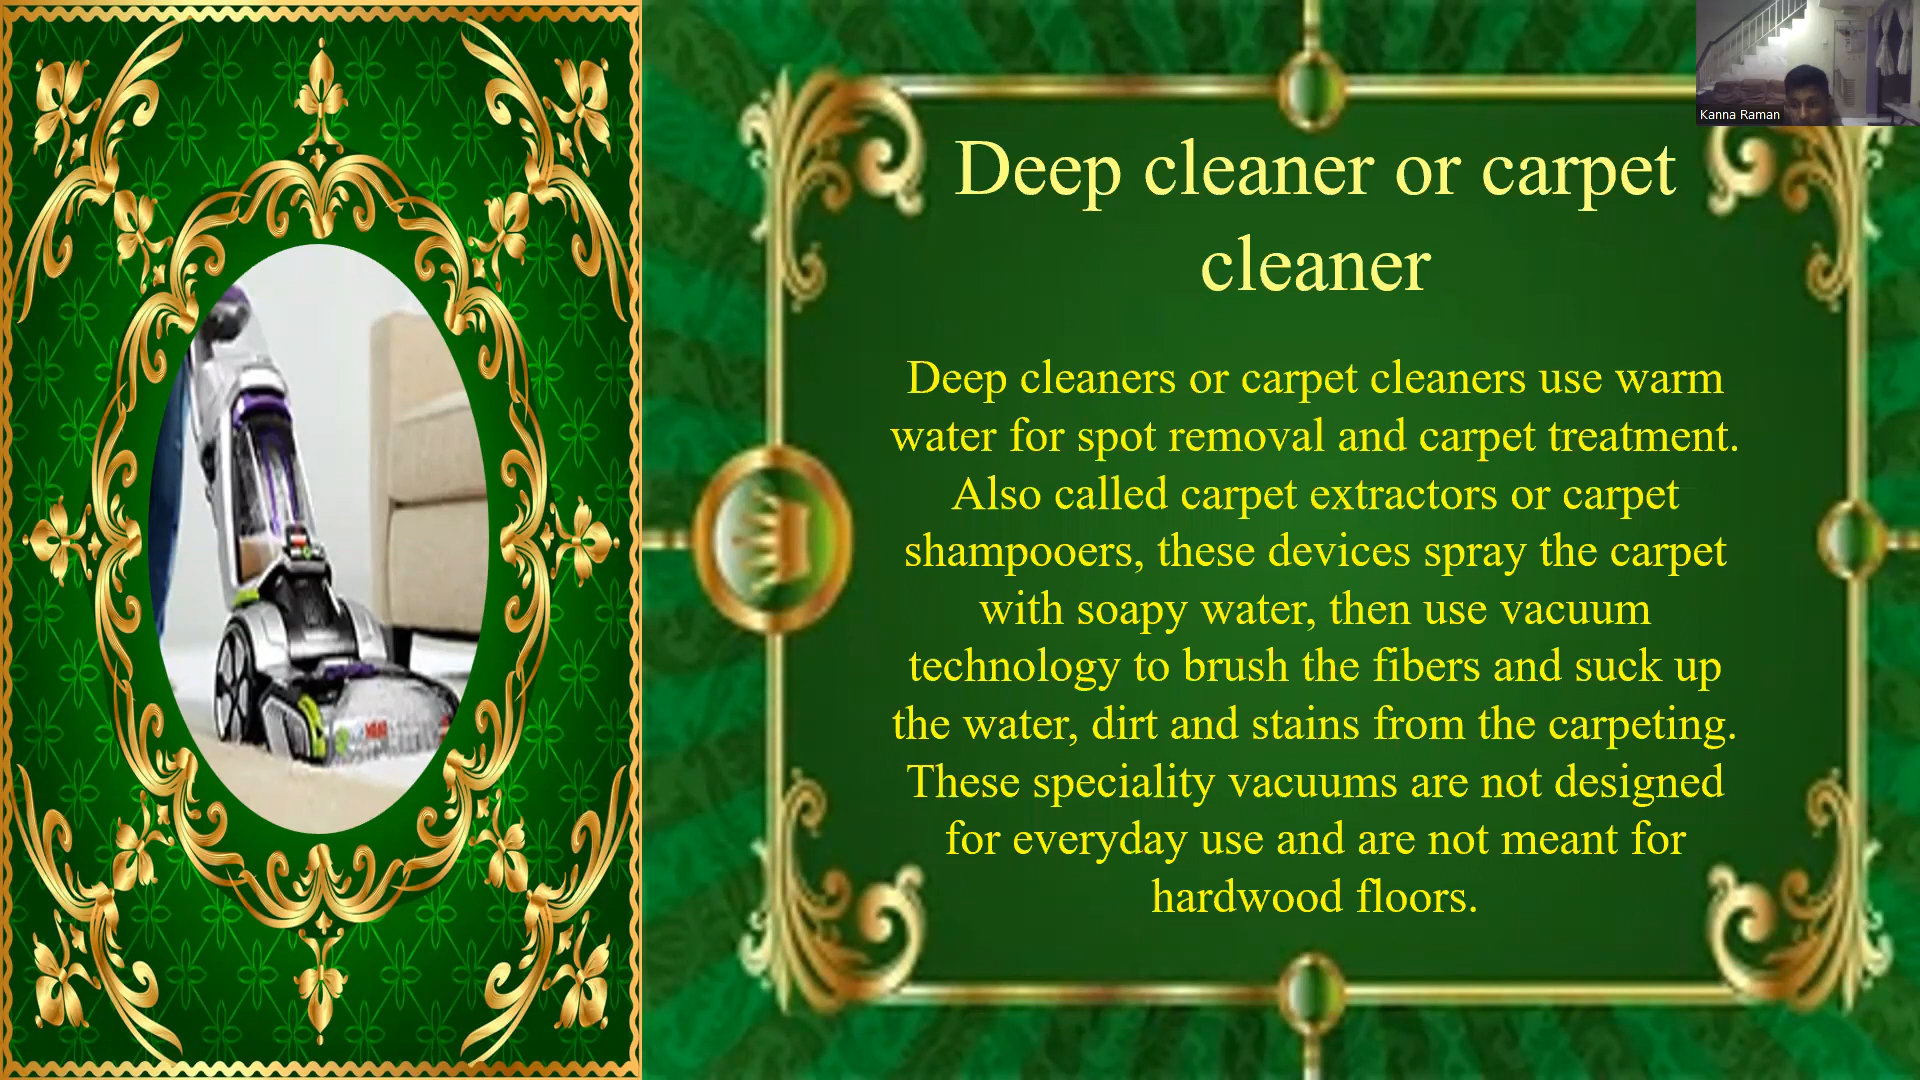 Kanna Raman
Deep cleaner or carpet
cleaner
Deep cleaners or carpet cleaners use warm
water for spot removal and carpet treatment.
Also called carpet extractors or carpet
shampooers, these devices spray the carpet
with soapy water, then use vacuum
technology to brush the fibers and suck up
the water, dirt and stains from the carpeting.
These speciality vacuums are not designed
for everyday use and are not meant for
hardwood floors.